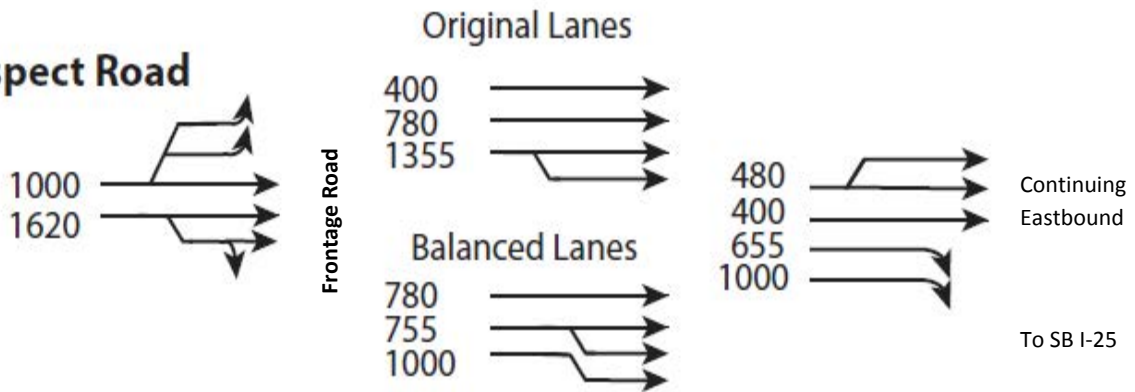 Original Lanes
spect Road
400
780
1355
1000
1620
Frontage Road
480
400
655
1000
Continuing
Eastbound
Balanced Lanes
780
755
1000
To SB I-25